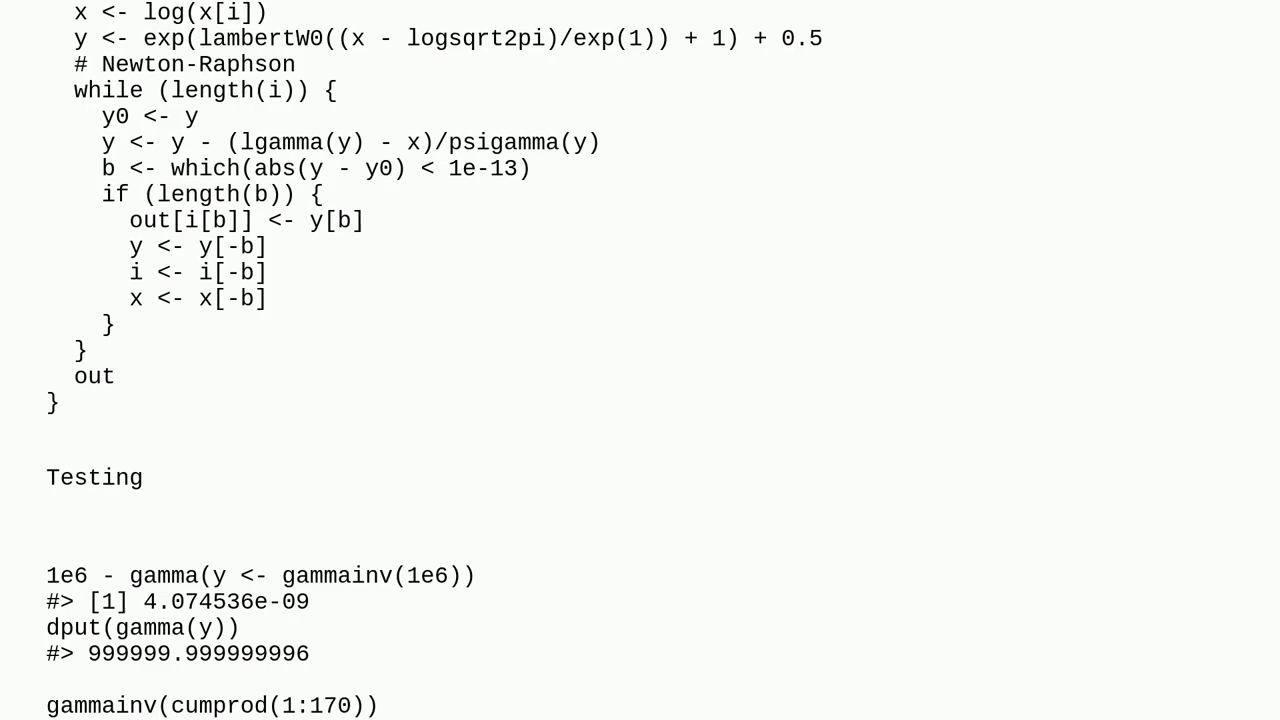 x <- log(x[i])
y <- exp(lambertW0((x - logsqrt2pi)/exp(1)) + 1) + 0.5
# Newton-Raphson
while (length(i)) {
y0 <- y
y <- y - (lgamma(y) - x)/psigamma(y)
b <- which(abs(y - y0) < 1e-13)
if (length(b)) {
out[i[b]] <- y[b]
y <- y[-b]
i <- i[-b]
x <- x[-b]
}
}
out
}
Testing
1e6 - gamma(y <- gammainv(1e6))
#> [1] 4.074536e-09
dput(gamma(y))
#> 999999.999999996
gammainv(cumprod(1:170))